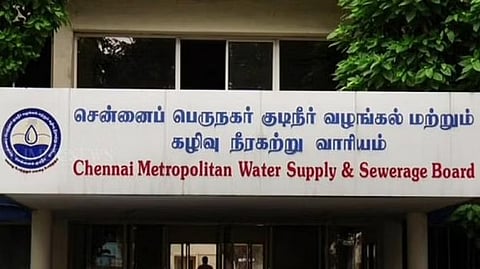 சென்னைப் பெருநகர் குடிநீர் வழங்கல் மற்றும்
கழிவு நீரகற்று வாரியம்
Chennai Metropolitan Water Supply & Sewerage Board